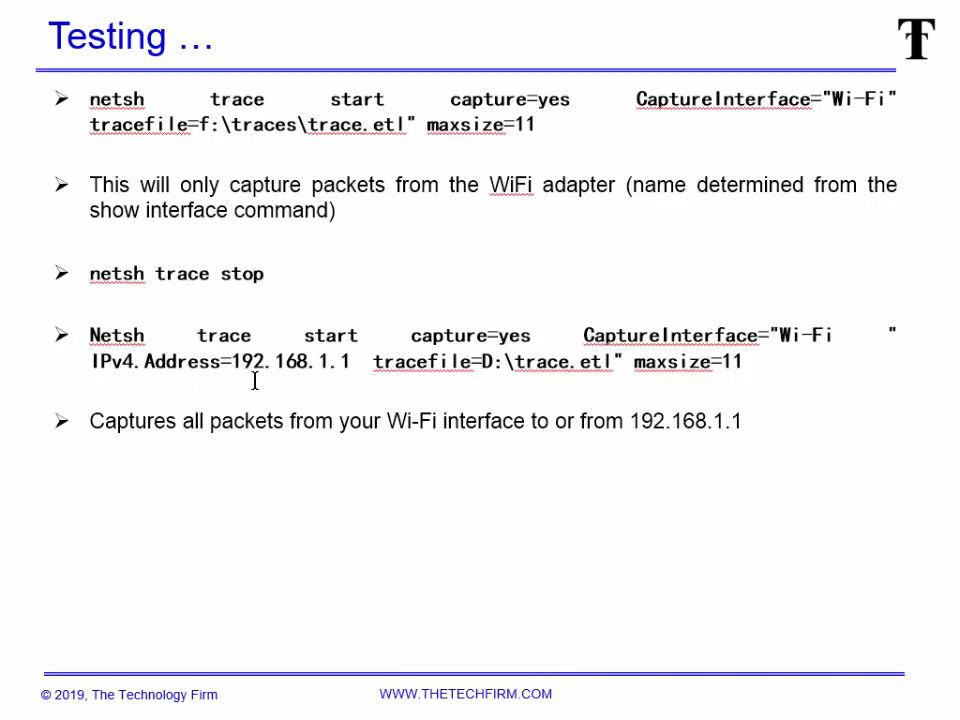 Testing …
netsh trace start capture=yes CaptureInterface="Wi-Fi"
tracefile=f:\traces\trace.etl" maxsize=11
This will only capture packets from the WiFi adapter (name determined from the
show interface command)
netsh trace stop
Netsh trace start capture=yes CaptureInterface="Wi-Fi "
IPv4.Address=192.168.1.1 tracefile=D:\trace.etl" maxsize=11
Captures all packets from your Wi-Fi interface to or from 192.168.1.1
© 2019, The Technology Firm
WWW.THETECHFIRM.COM